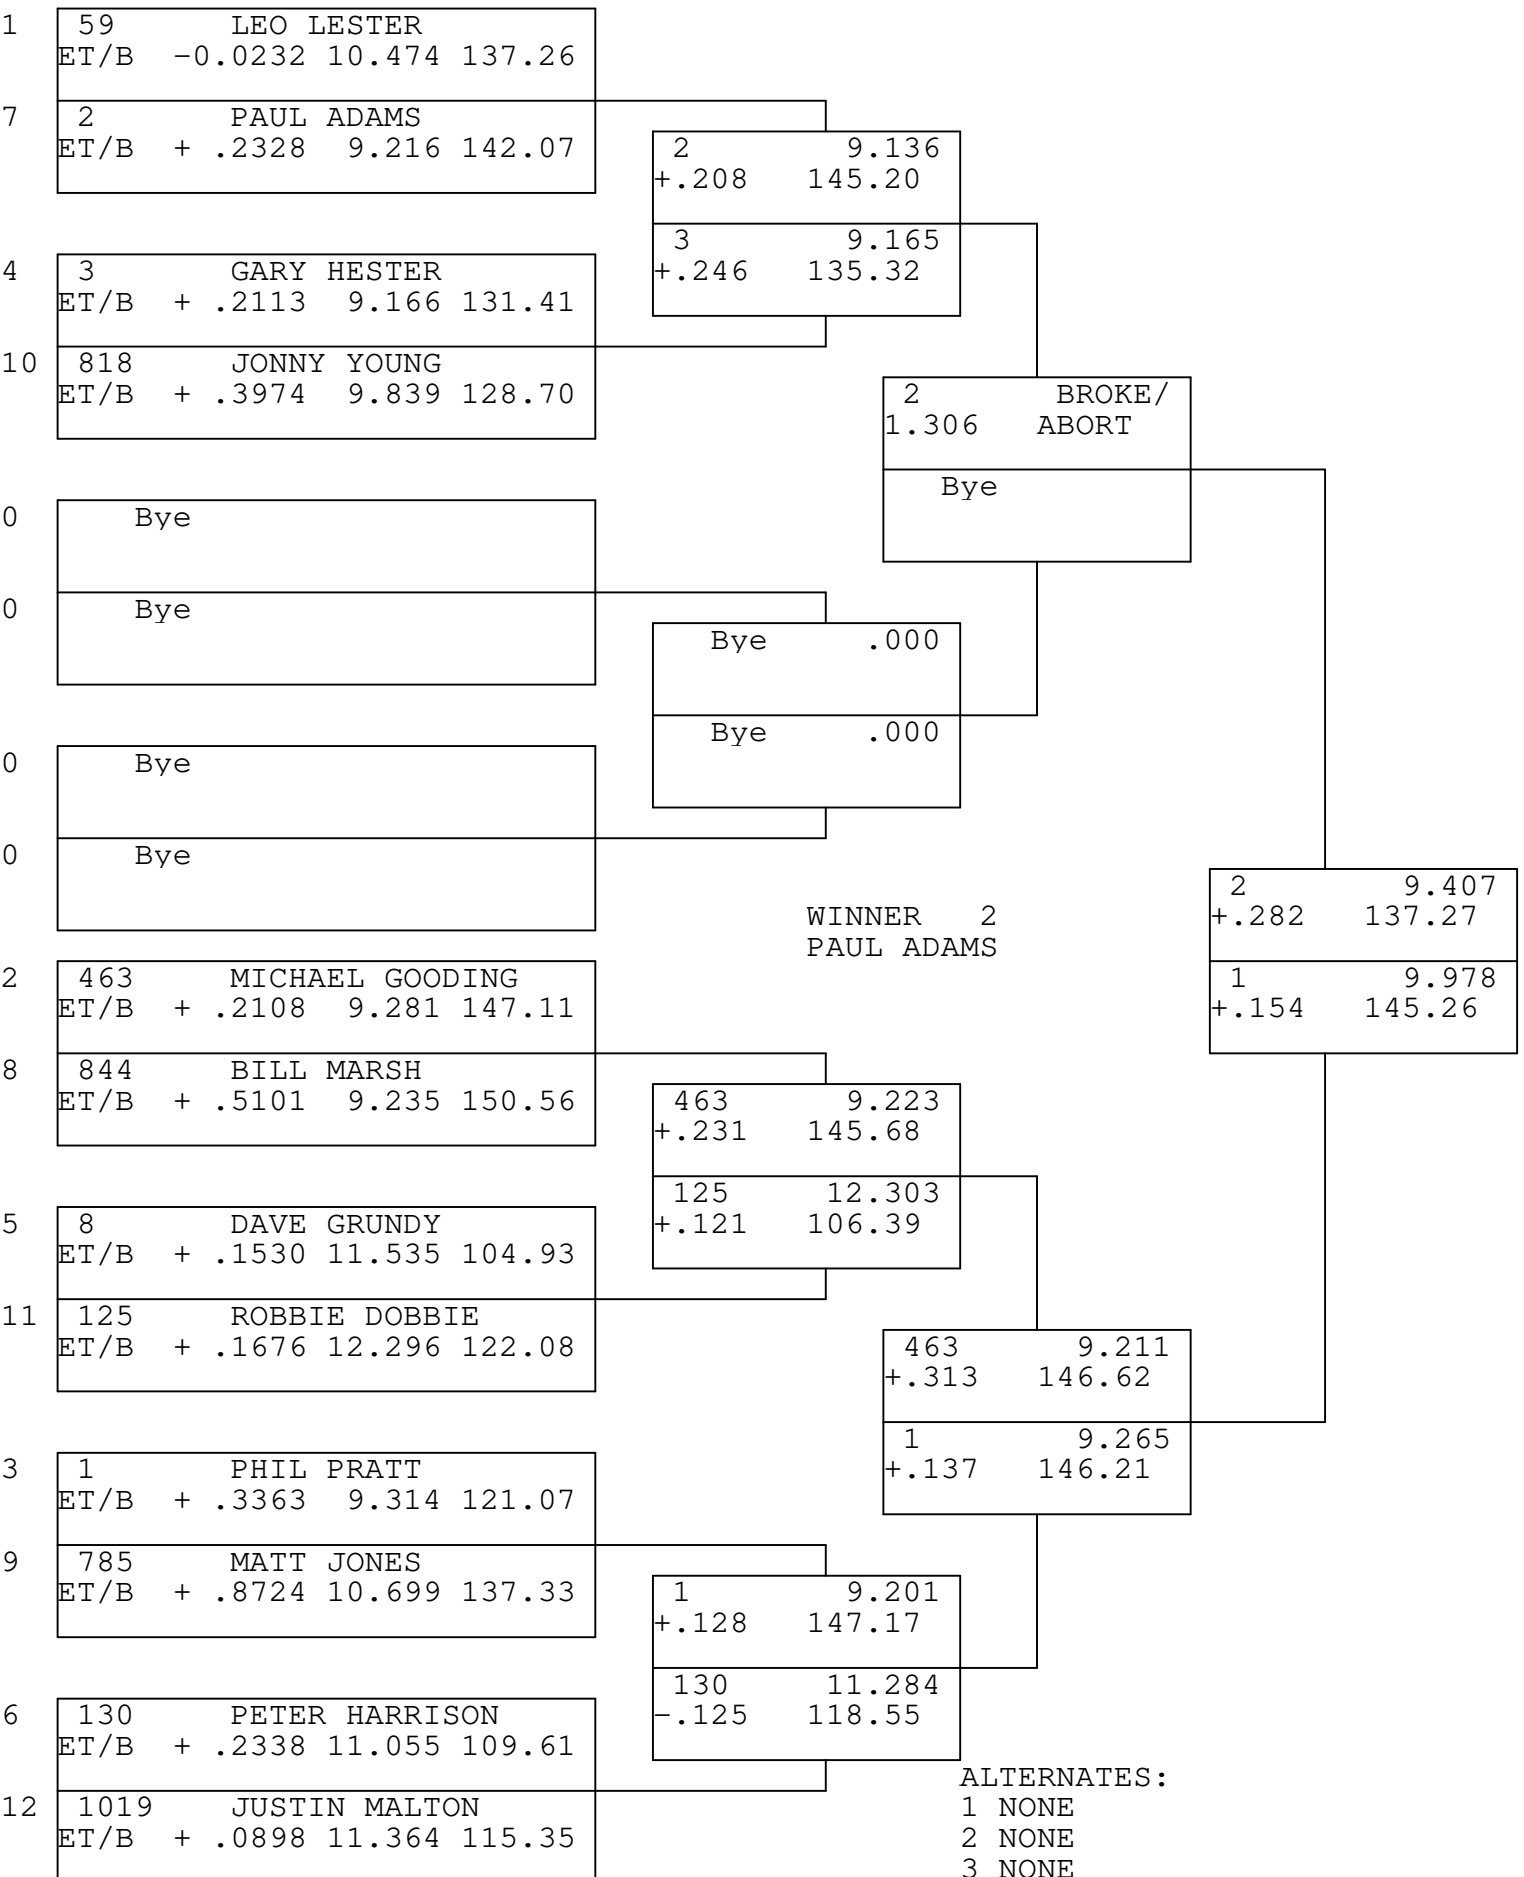 1 59 LEO LESTER
ET/B -0.0232 10.474 137.26
7 2 PAUL ADAMS
ET/B + .2328 9.216 142.07
2 9.136
+.208 145.20
3 9.165
+.246 135.32
4 3 GARY HESTER
ET/B + .2113 9.166 131.41
10 818 JONNY YOUNG
ET/B + .3974 9.839 128.70
2 BROKE/
1.306 ABORT
Bye
0 Bye
0 Bye
Bye .000
Bye .000
0 Bye
0 Bye
WINNER 2
PAUL ADAMS
2 9.407
+.282 137.27
1 9.978
+.154 145.26
2 463 MICHAEL GOODING
ET/B + .2108 9.281 147.11
8 844 BILL MARSH
ET/B + .5101 9.235 150.56
463 9.223
+.231 145.68
125 12.303
+.121 106.39
5 8 DAVE GRUNDY
ET/B + .1530 11.535 104.93
11 125 ROBBIE DOBBIE
ET/B + .1676 12.296 122.08
463 9.211
+.313 146.62
1 9.265
+.137 146.21
3 1 PHIL PRATT
ET/B + .3363 9.314 121.07
9 785 MATT JONES
ET/B + .8724 10.699 137.33
1 9.201
+.128 147.17
130 11.284
-.125 118.55
6 130 PETER HARRISON
ET/B + .2338 11.055 109.61
12 1019 JUSTIN MALTON
ET/B + .0898 11.364 115.35
ALTERNATES:
1 NONE
2 NONE
3 NONE